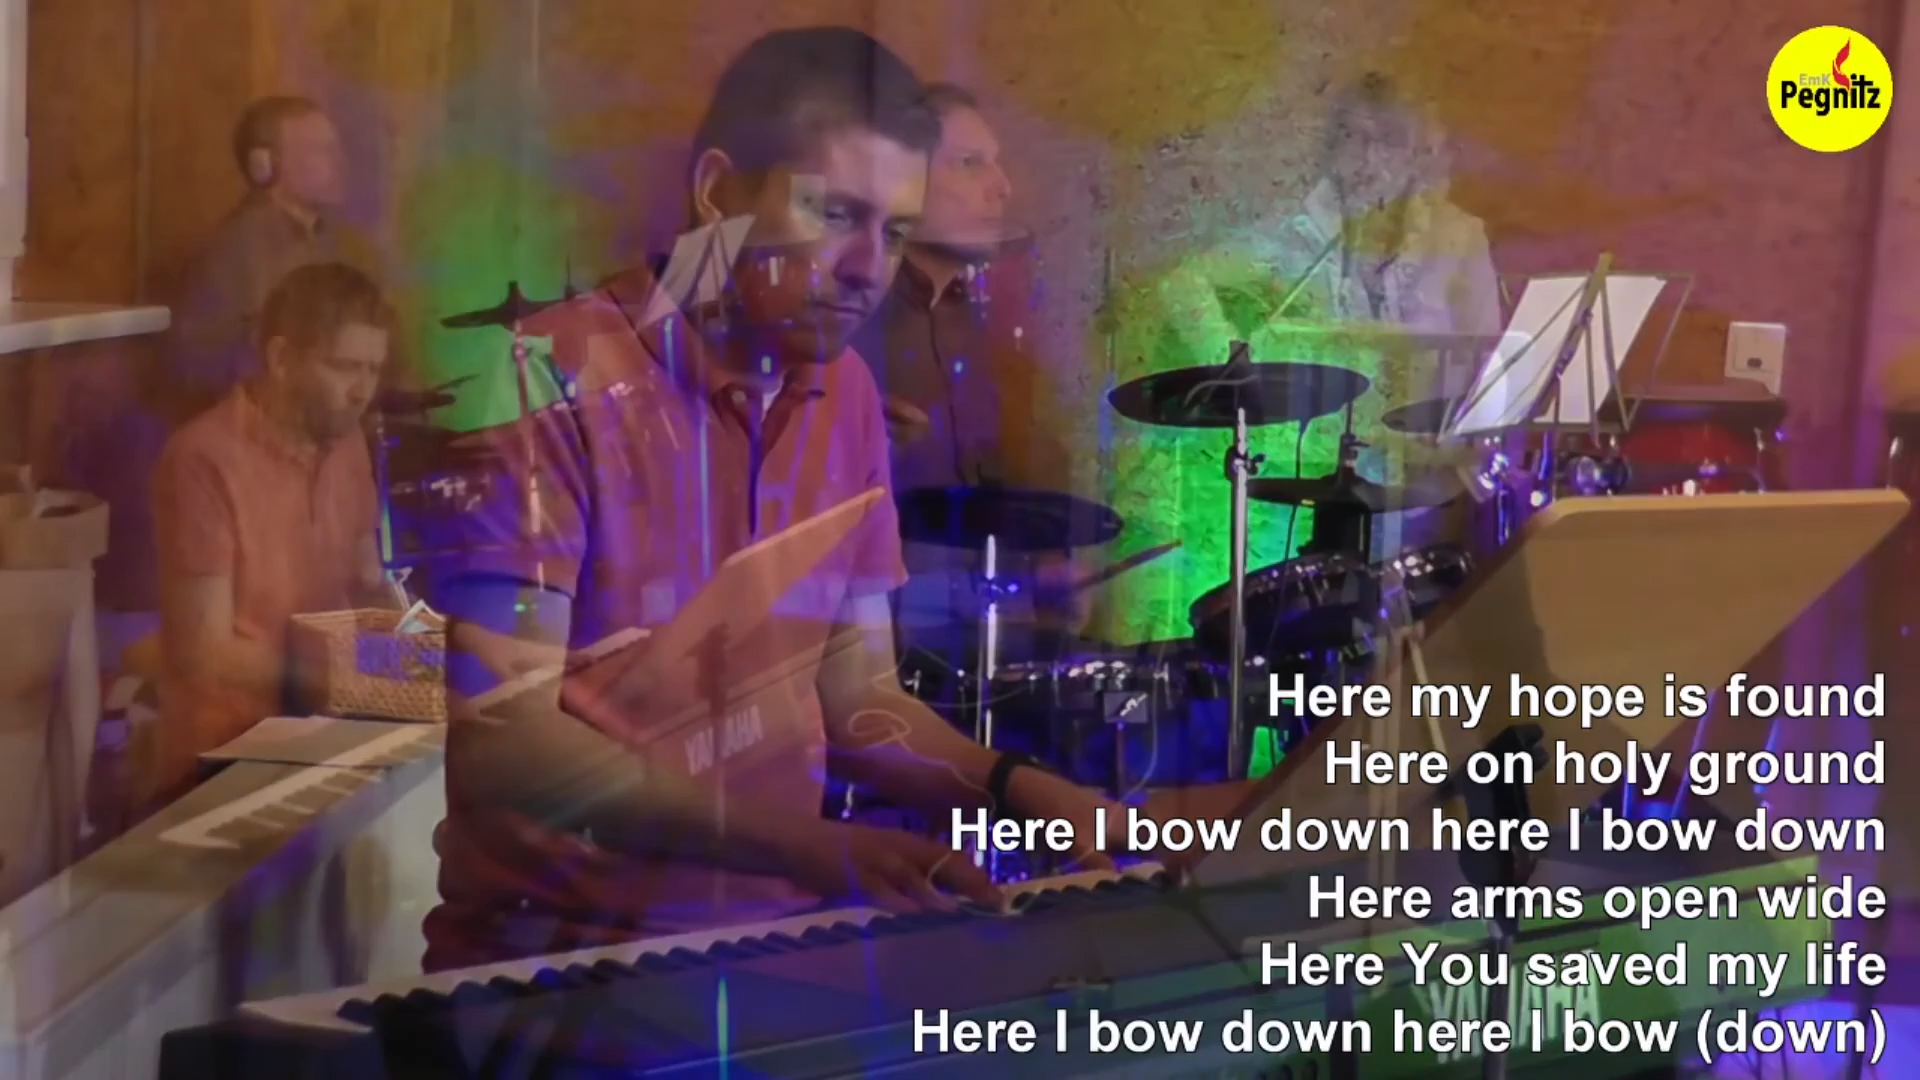 EmK
Pegnitz
Here my hope is found
Here on holy ground
Here I bow down here I bow down
Here arms open wide
Here You saved my life
Here I bow down here I bow (down)
YAMAHA
YAMAHA